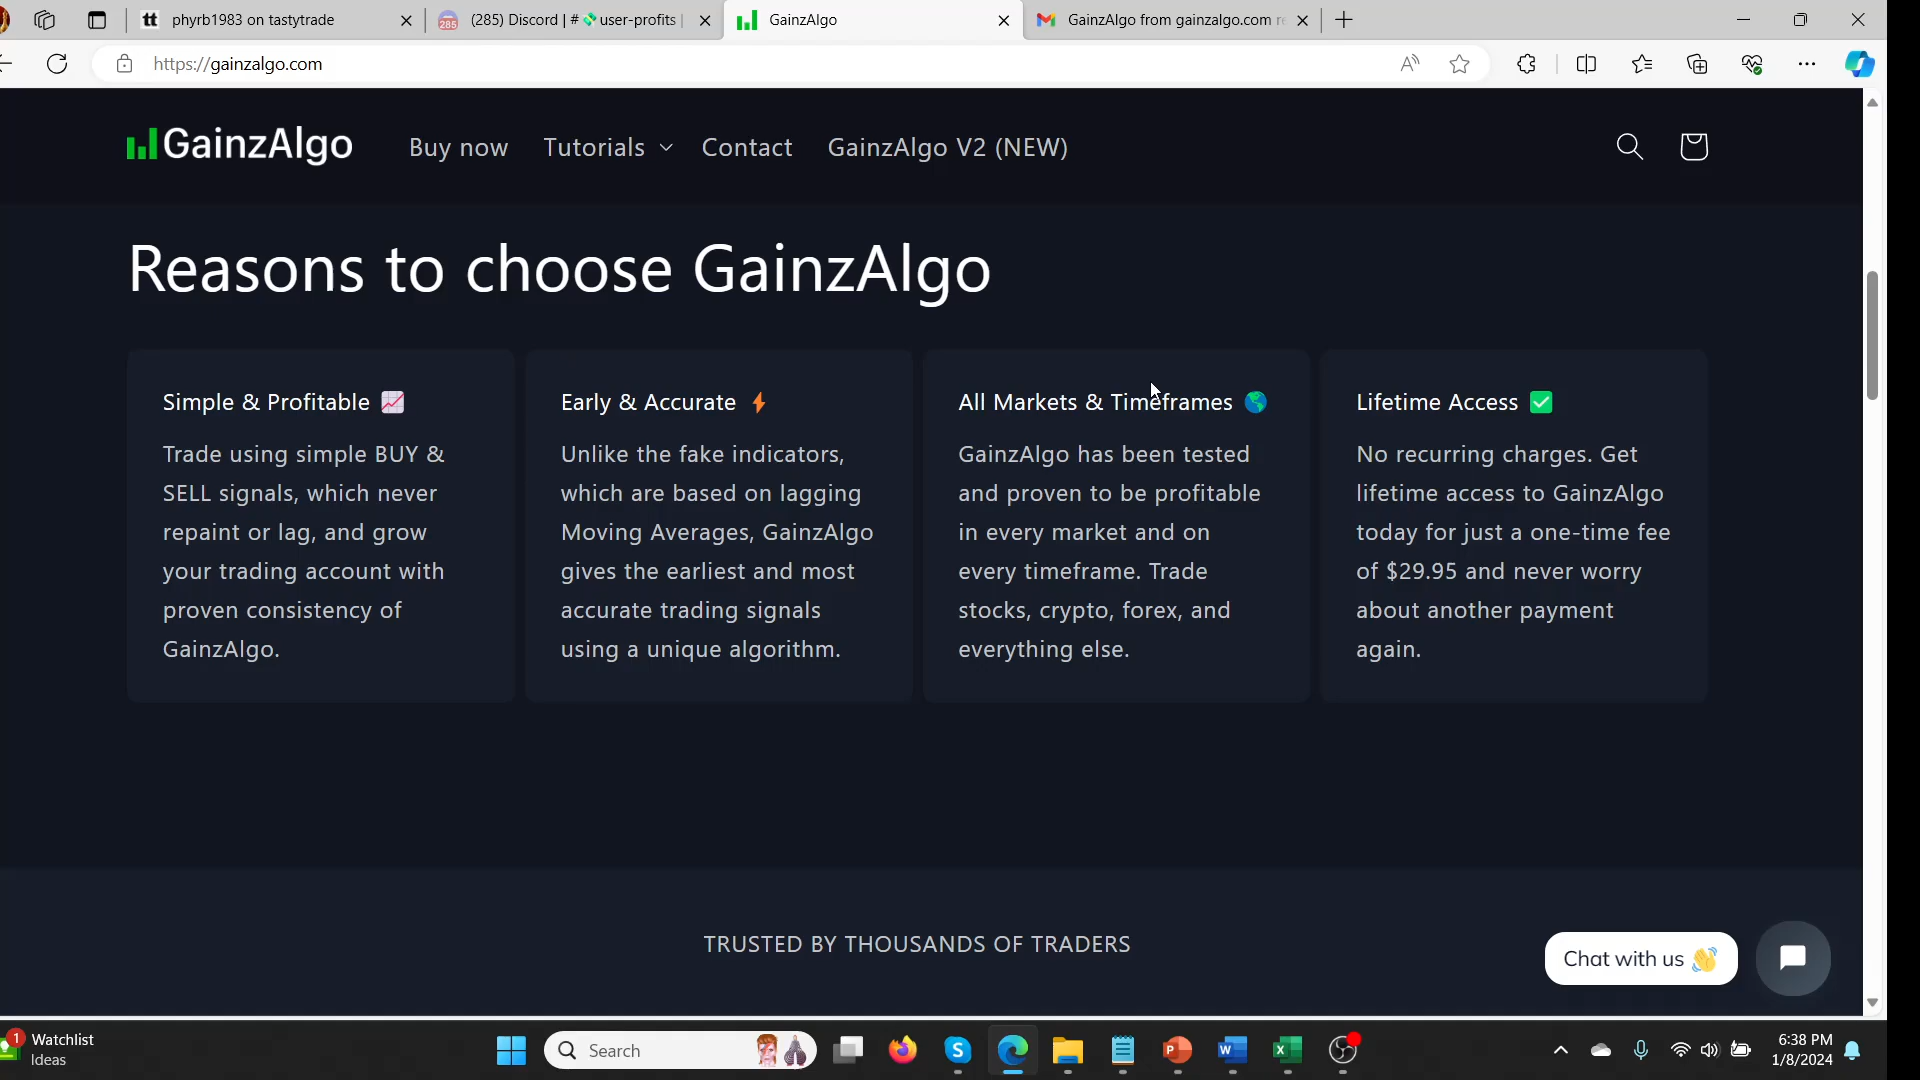 phyrb1983 on tastytrade
(285) Discord | # 💸user-profits |
GainzAlgo
GainzAlgo from gainzalgo.com
https://gainzalgo.com
GainzAlgo
Buy now
Tutorials
Contact
GainzAlgo V2 (NEW)
Reasons to choose GainzAlgo
Simple & Profitable 📈
Trade using simple BUY &
SELL signals, which never
repaint or lag, and grow
your trading account with
proven consistency of
GainzAlgo.
Early & Accurate ⚡
Unlike the fake indicators,
which are based on lagging
Moving Averages, GainzAlgo
gives the earliest and most
accurate trading signals
using a unique algorithm.
All Markets & Timeframes 🌎
GainzAlgo has been tested
and proven to be profitable
in every market and on
every timeframe. Trade
stocks, crypto, forex, and
everything else.
Lifetime Access ✅
No recurring charges. Get
lifetime access to GainzAlgo
today for just a one-time fee
of $29.95 and never worry
about another payment
again.
TRUSTED BY THOUSANDS OF TRADERS
Chat with us 👋
1
Watchlist
Ideas
Search
6:38 PM
1/8/2024